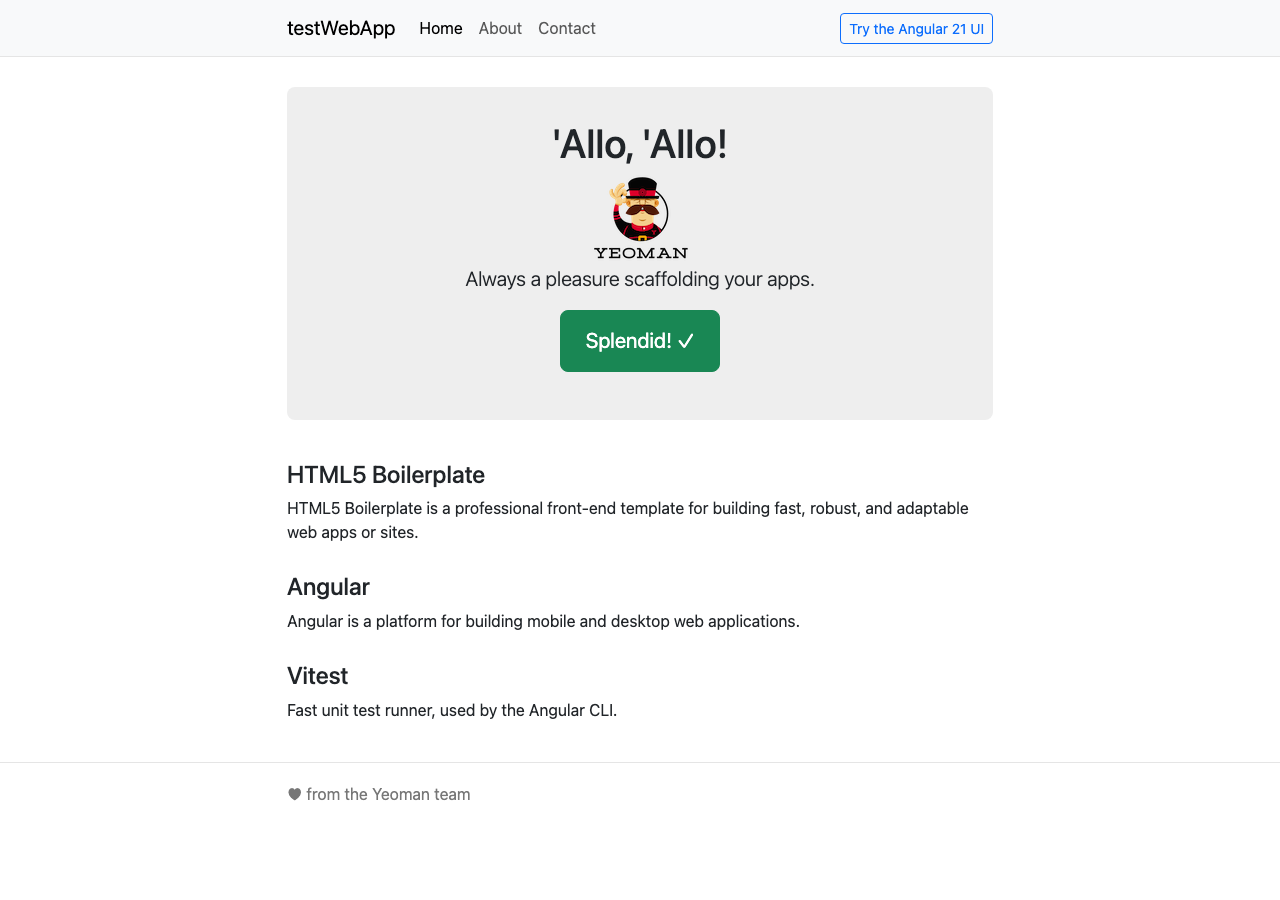 testWebApp Home About Contact Try the Angular 21 UI
'Allo, 'Allo!
YEOMAN
Always a pleasure scaffolding your apps.
Splendid! ✓
HTML5 Boilerplate
HTML5 Boilerplate is a professional front-end template for building fast, robust, and adaptable
web apps or sites.
Angular
Angular is a platform for building mobile and desktop web applications.
Vitest
Fast unit test runner, used by the Angular CLI.
♥ from the Yeoman team